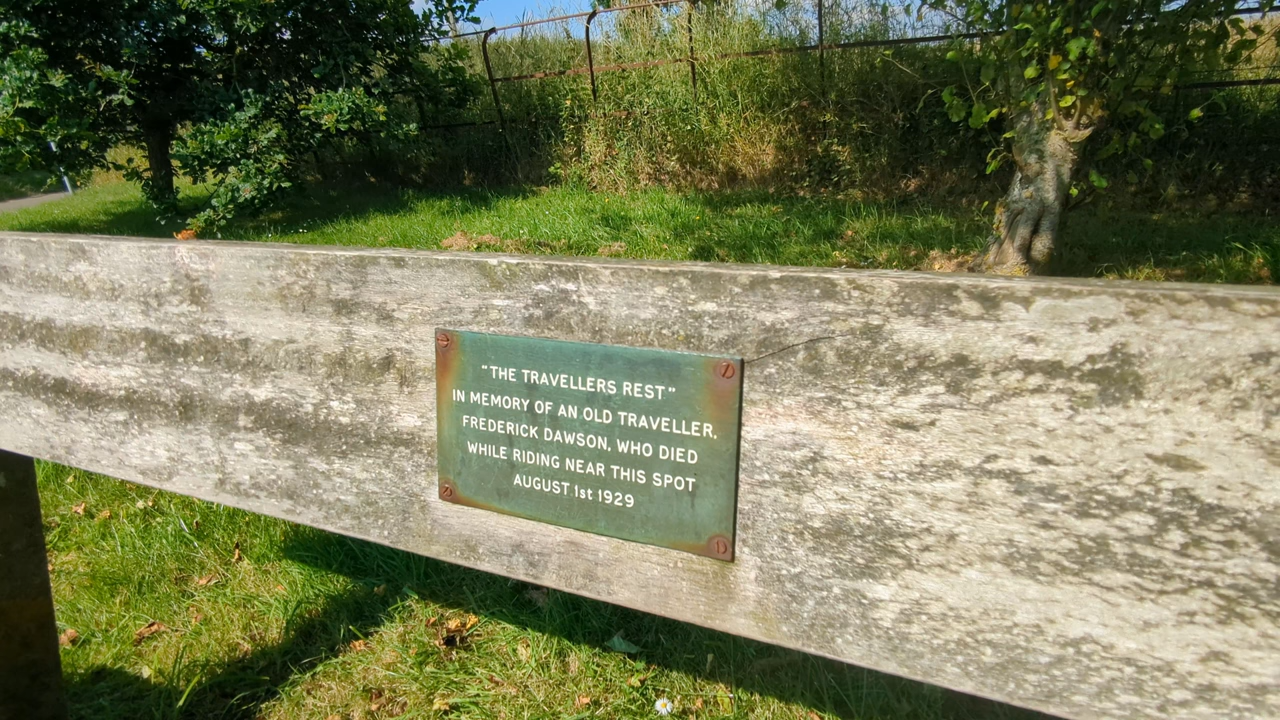 "THE TRAVELLERS REST"
IN MEMORY OF AN OLD TRAVELLER,
FREDERICK DAWSON, WHO DIED
WHILE RIDING NEAR THIS SPOT
AUGUST 1st 1929